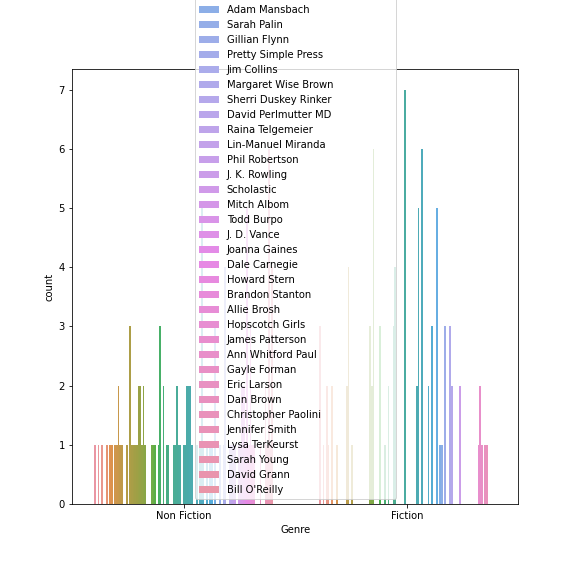 Adam Mansbach
Sarah Palin
Gillian Flynn
Pretty Simple Press
Jim Collins
Margaret Wise Brown
Sherri Duskey Rinker
David Perlmutter MD
Raina Telgemeier
Lin-Manuel Miranda
Phil Robertson
J. K. Rowling
Scholastic
Mitch Albom
Todd Burpo
J. D. Vance
Joanna Gaines
Dale Carnegie
Howard Stern
Brandon Stanton
Allie Brosh
Hopscotch Girls
James Patterson
Ann Whitford Paul
Gayle Forman
Eric Larson
Dan Brown
Christopher Paolini
Jennifer Smith
Lysa TerKeurst
Sarah Young
David Grann
Bill O'Reilly
7
6
5
4
3
2
1
0
count
Non Fiction
Fiction
Genre